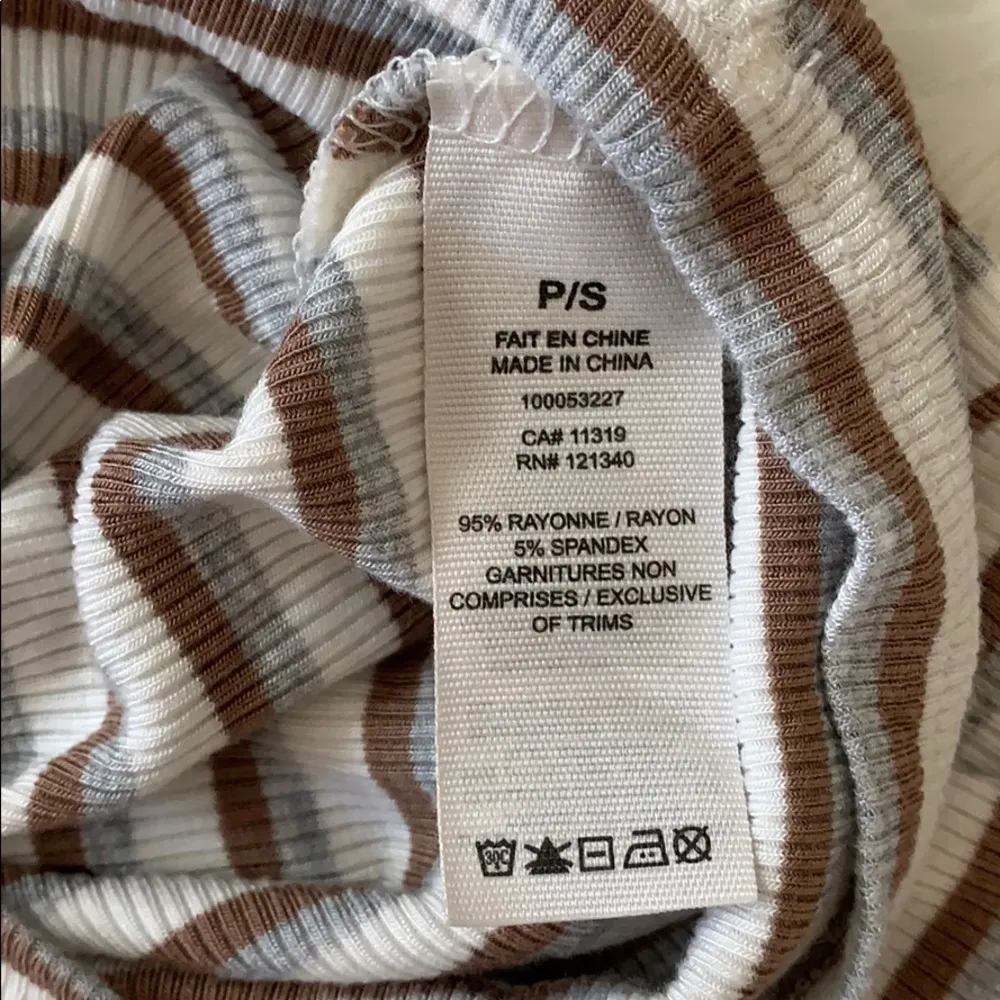 P/S
FAIT EN CHINE
MADE IN CHINA
100053227
CA# 11319
RN# 121340
95% RAYONNE / RAYON
5% SPANDEX
GARNITURES NON
COMPRISES / EXCLUSIVE
OF TRIMS
30C